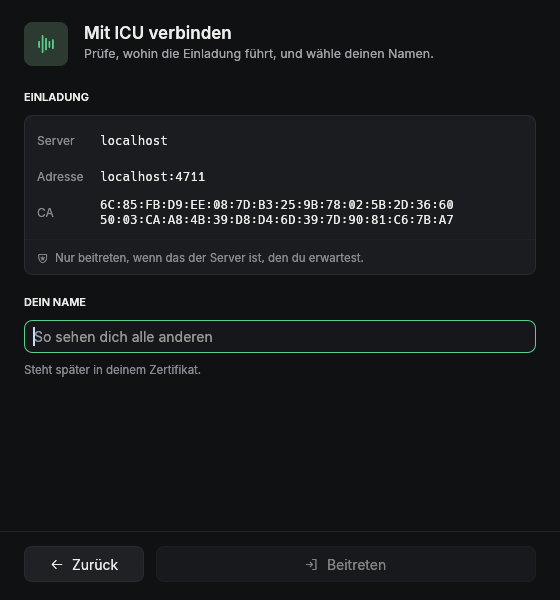 Mit ICU verbinden
Prüfe, wohin die Einladung führt, und wähle deinen Namen.
EINLADUNG
Server localhost
Adresse localhost:4711
CA 6C:85:FB:D9:EE:08:7D:B3:25:9B:78:02:5B:2D:36:60
50:03:CA:A8:4B:39:D8:D4:6D:39:7D:90:81:C6:7B:A7
Nur beitreten, wenn das der Server ist, den du erwartest.
DEIN NAME
So sehen dich alle anderen
Steht später in deinem Zertifikat.
Zurück
Beitreten